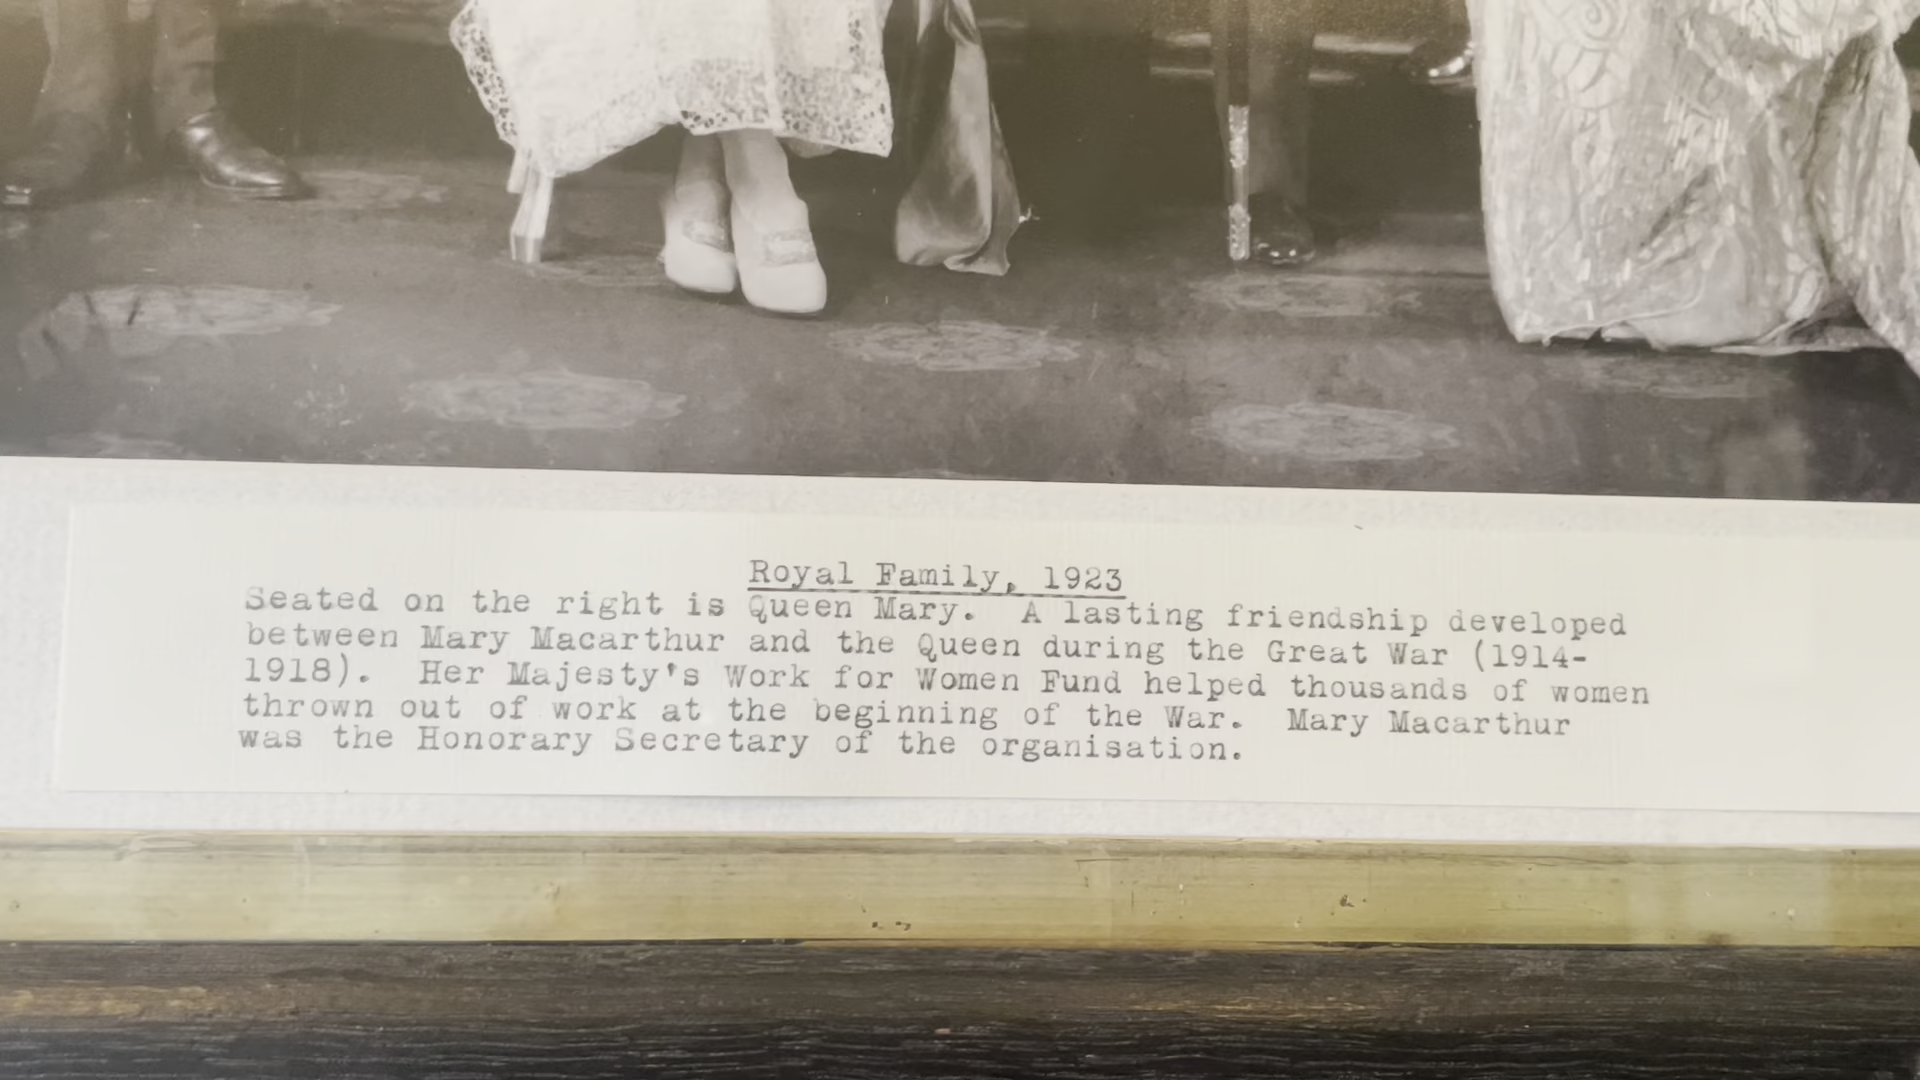 Royal Family, 1923
Seated on the right is Queen Mary. A lasting friendship developed
between Mary Macarthur and the Queen during the Great War (1914-
1918). Her Majesty's Work for Women Fund helped thousands of women
thrown out of work at the beginning of the War. Mary Macarthur
was the Honorary Secretary of the organisation.